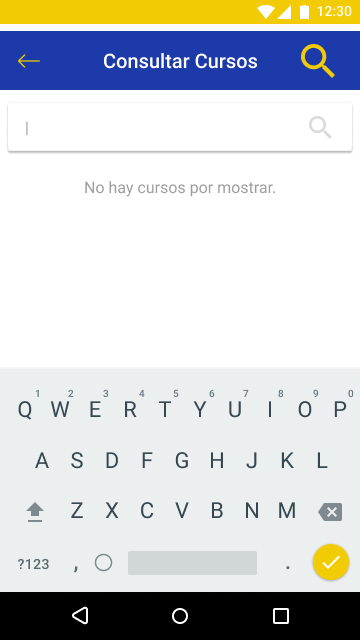 12:30
Consultar Cursos
No hay cursos por mostrar.
1 2 3 4 5 6 7 8 9 0
Q W E R T Y U I O P
A S D F G H J K L
Z X C V B N M
?123 , .